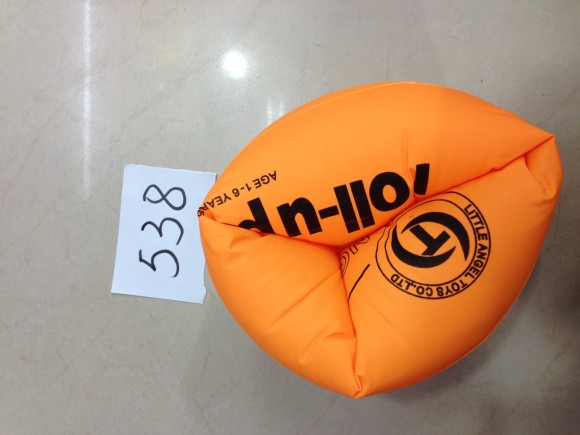 538
AGE 1-6 YEARS
roll-up
LITTLE ANGEL TOYS CO.,LTD